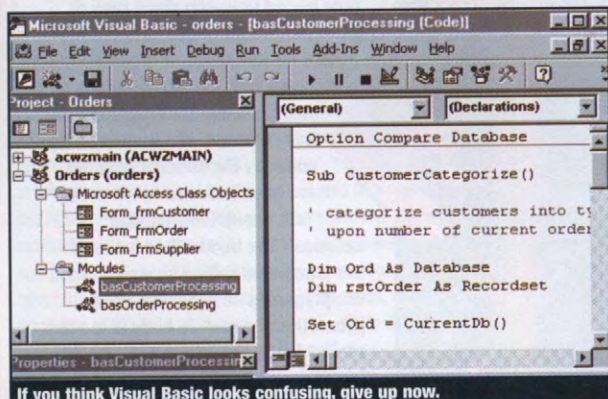 Microsoft Visual Basic - orders - [basCustomerProcessing (Code)]
File Edit View Insert Debug Run Tools Add-Ins Window Help
Project - Orders
acwzmain (ACWZMAIN)
Orders (orders)
Microsoft Access Class Objects
Form_frmCustomer
Form_frmOrder
Form_frmSupplier
Modules
basCustomerProcessing
basOrderProcessing
Properties - basCustomerProcessin
(General) (Declarations)
Option Compare Database
Sub CustomerCategorize()
' categorize customers into ty
' upon number of current order
Dim Ord As Database
Dim rstOrder As Recordset
Set Ord = CurrentDb()
If you think Visual Basic looks confusing, give up now.